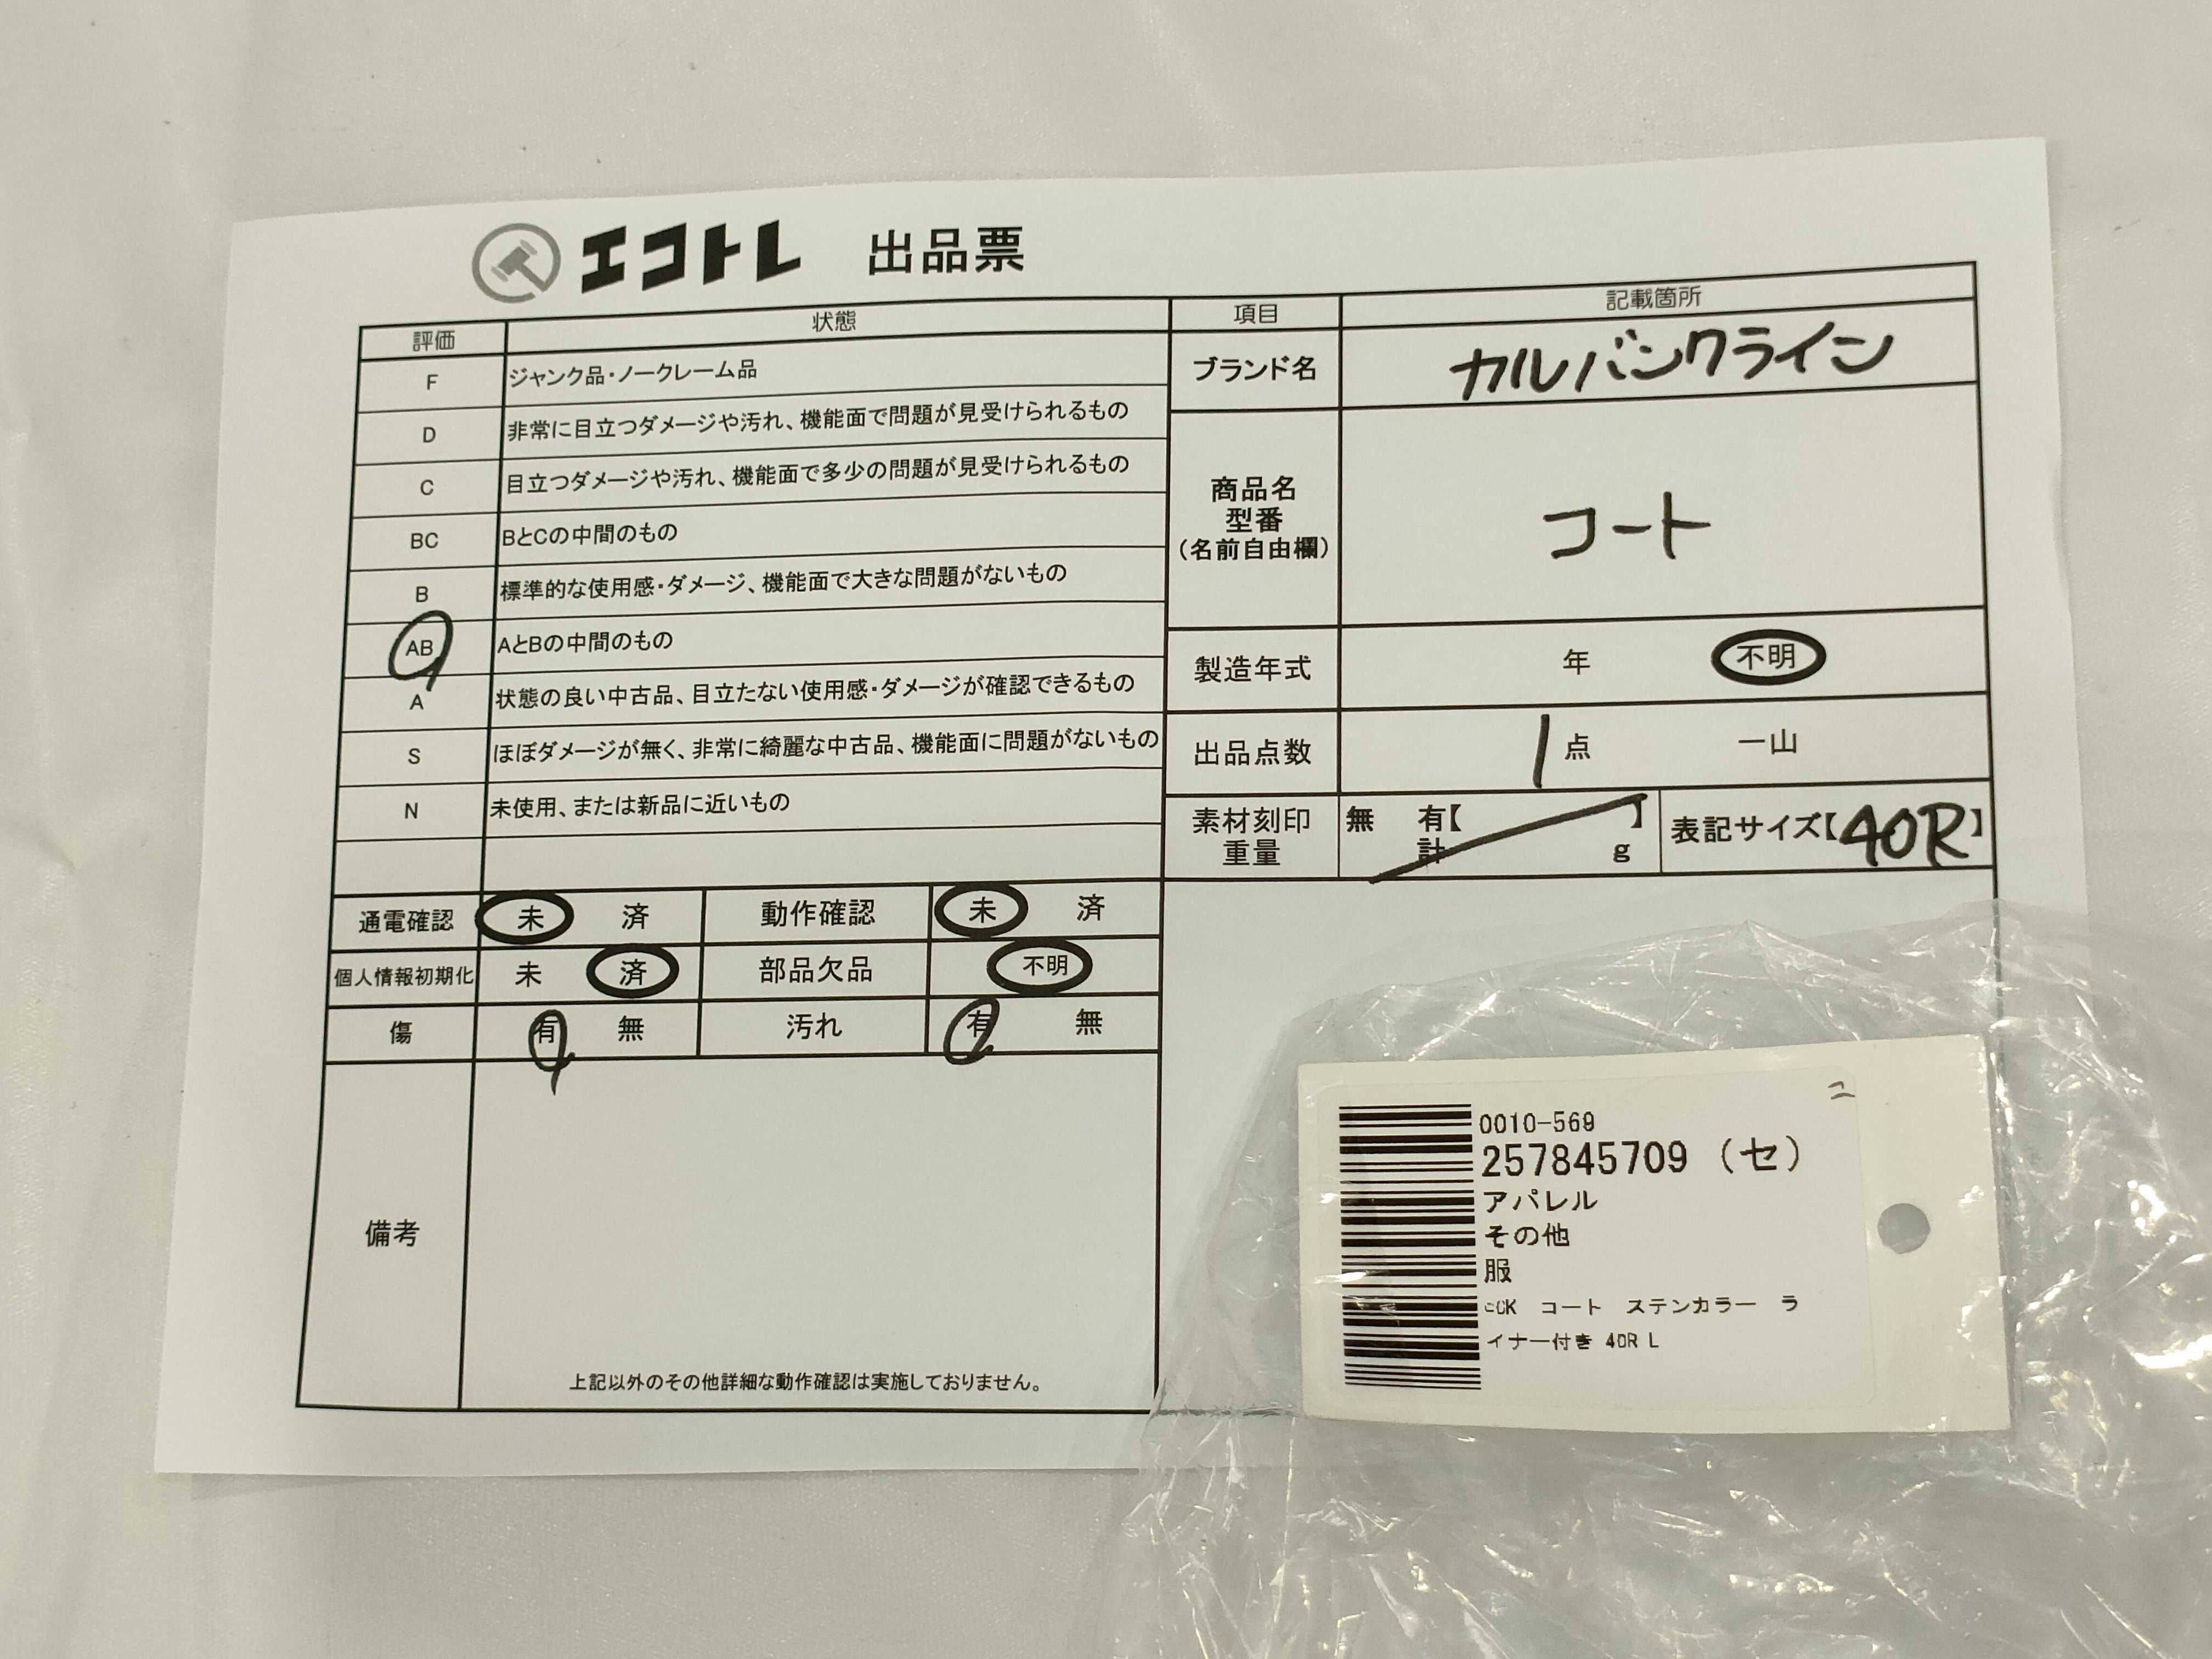 エコトレ 出品票
評価 状態 項目 記載箇所
F ジャンク品・ノークレーム品
D 非常に目立つダメージや汚れ、機能面で問題が見受けられるもの
C 目立つダメージや汚れ、機能面で多少の問題が見受けられるもの
BC BとCの中間のもの
B 標準的な使用感・ダメージ、機能面で大きな問題がないもの
AB AとBの中間のもの
A 状態の良い中古品、目立たない使用感・ダメージが確認できるもの
S ほぼダメージが無く、非常に綺麗な中古品、機能面に問題がないもの
N 未使用、または新品に近いもの
ブランド名 カルバンクライン
商品名
型番
(名前自由欄)
コート
製造年式 年 不明
出品点数 1点 一山
素材刻印 無 有【 】
重量 計 g
表記サイズ【40R】
通電確認 未 済 動作確認 未 済
個人情報初期化 未 済 部品欠品 不明
傷 有 無 汚れ 有 無
備考
上記以外のその他詳細な動作確認は実施しておりません。
0010-569
257845709 (セ)
アパレル
その他
服
cCK コート ステンカラー ラ
イナー付き 40R L